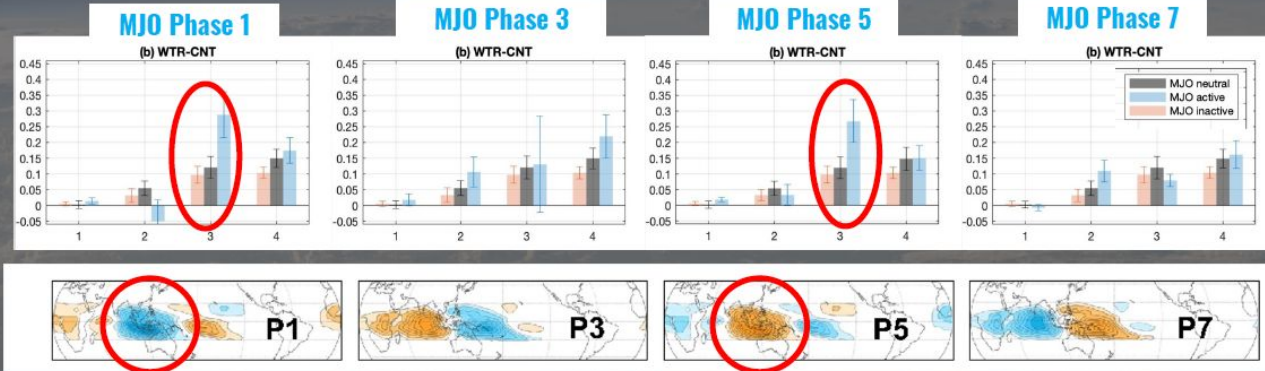 MJO Phase 1
MJO Phase 3
MJO Phase 5
MJO Phase 7
(b) WTR-CNT
(b) WTR-CNT
(b) WTR-CNT
(b) WTR-CNT
0.45
0.4
0.35
0.3
0.25
0.2
0.15
0.1
0.05
0
-0.05
1 2 3 4
0.45
0.4
0.35
0.3
0.25
0.2
0.15
0.1
0.05
0
-0.05
1 2 3 4
0.45
0.4
0.35
0.3
0.25
0.2
0.15
0.1
0.05
0
-0.05
1 2 3 4
0.45
0.4
0.35
0.3
0.25
0.2
0.15
0.1
0.05
0
-0.05
1 2 3 4
MJO neutral
MJO active
MJO inactive
P1
P3
P5
P7